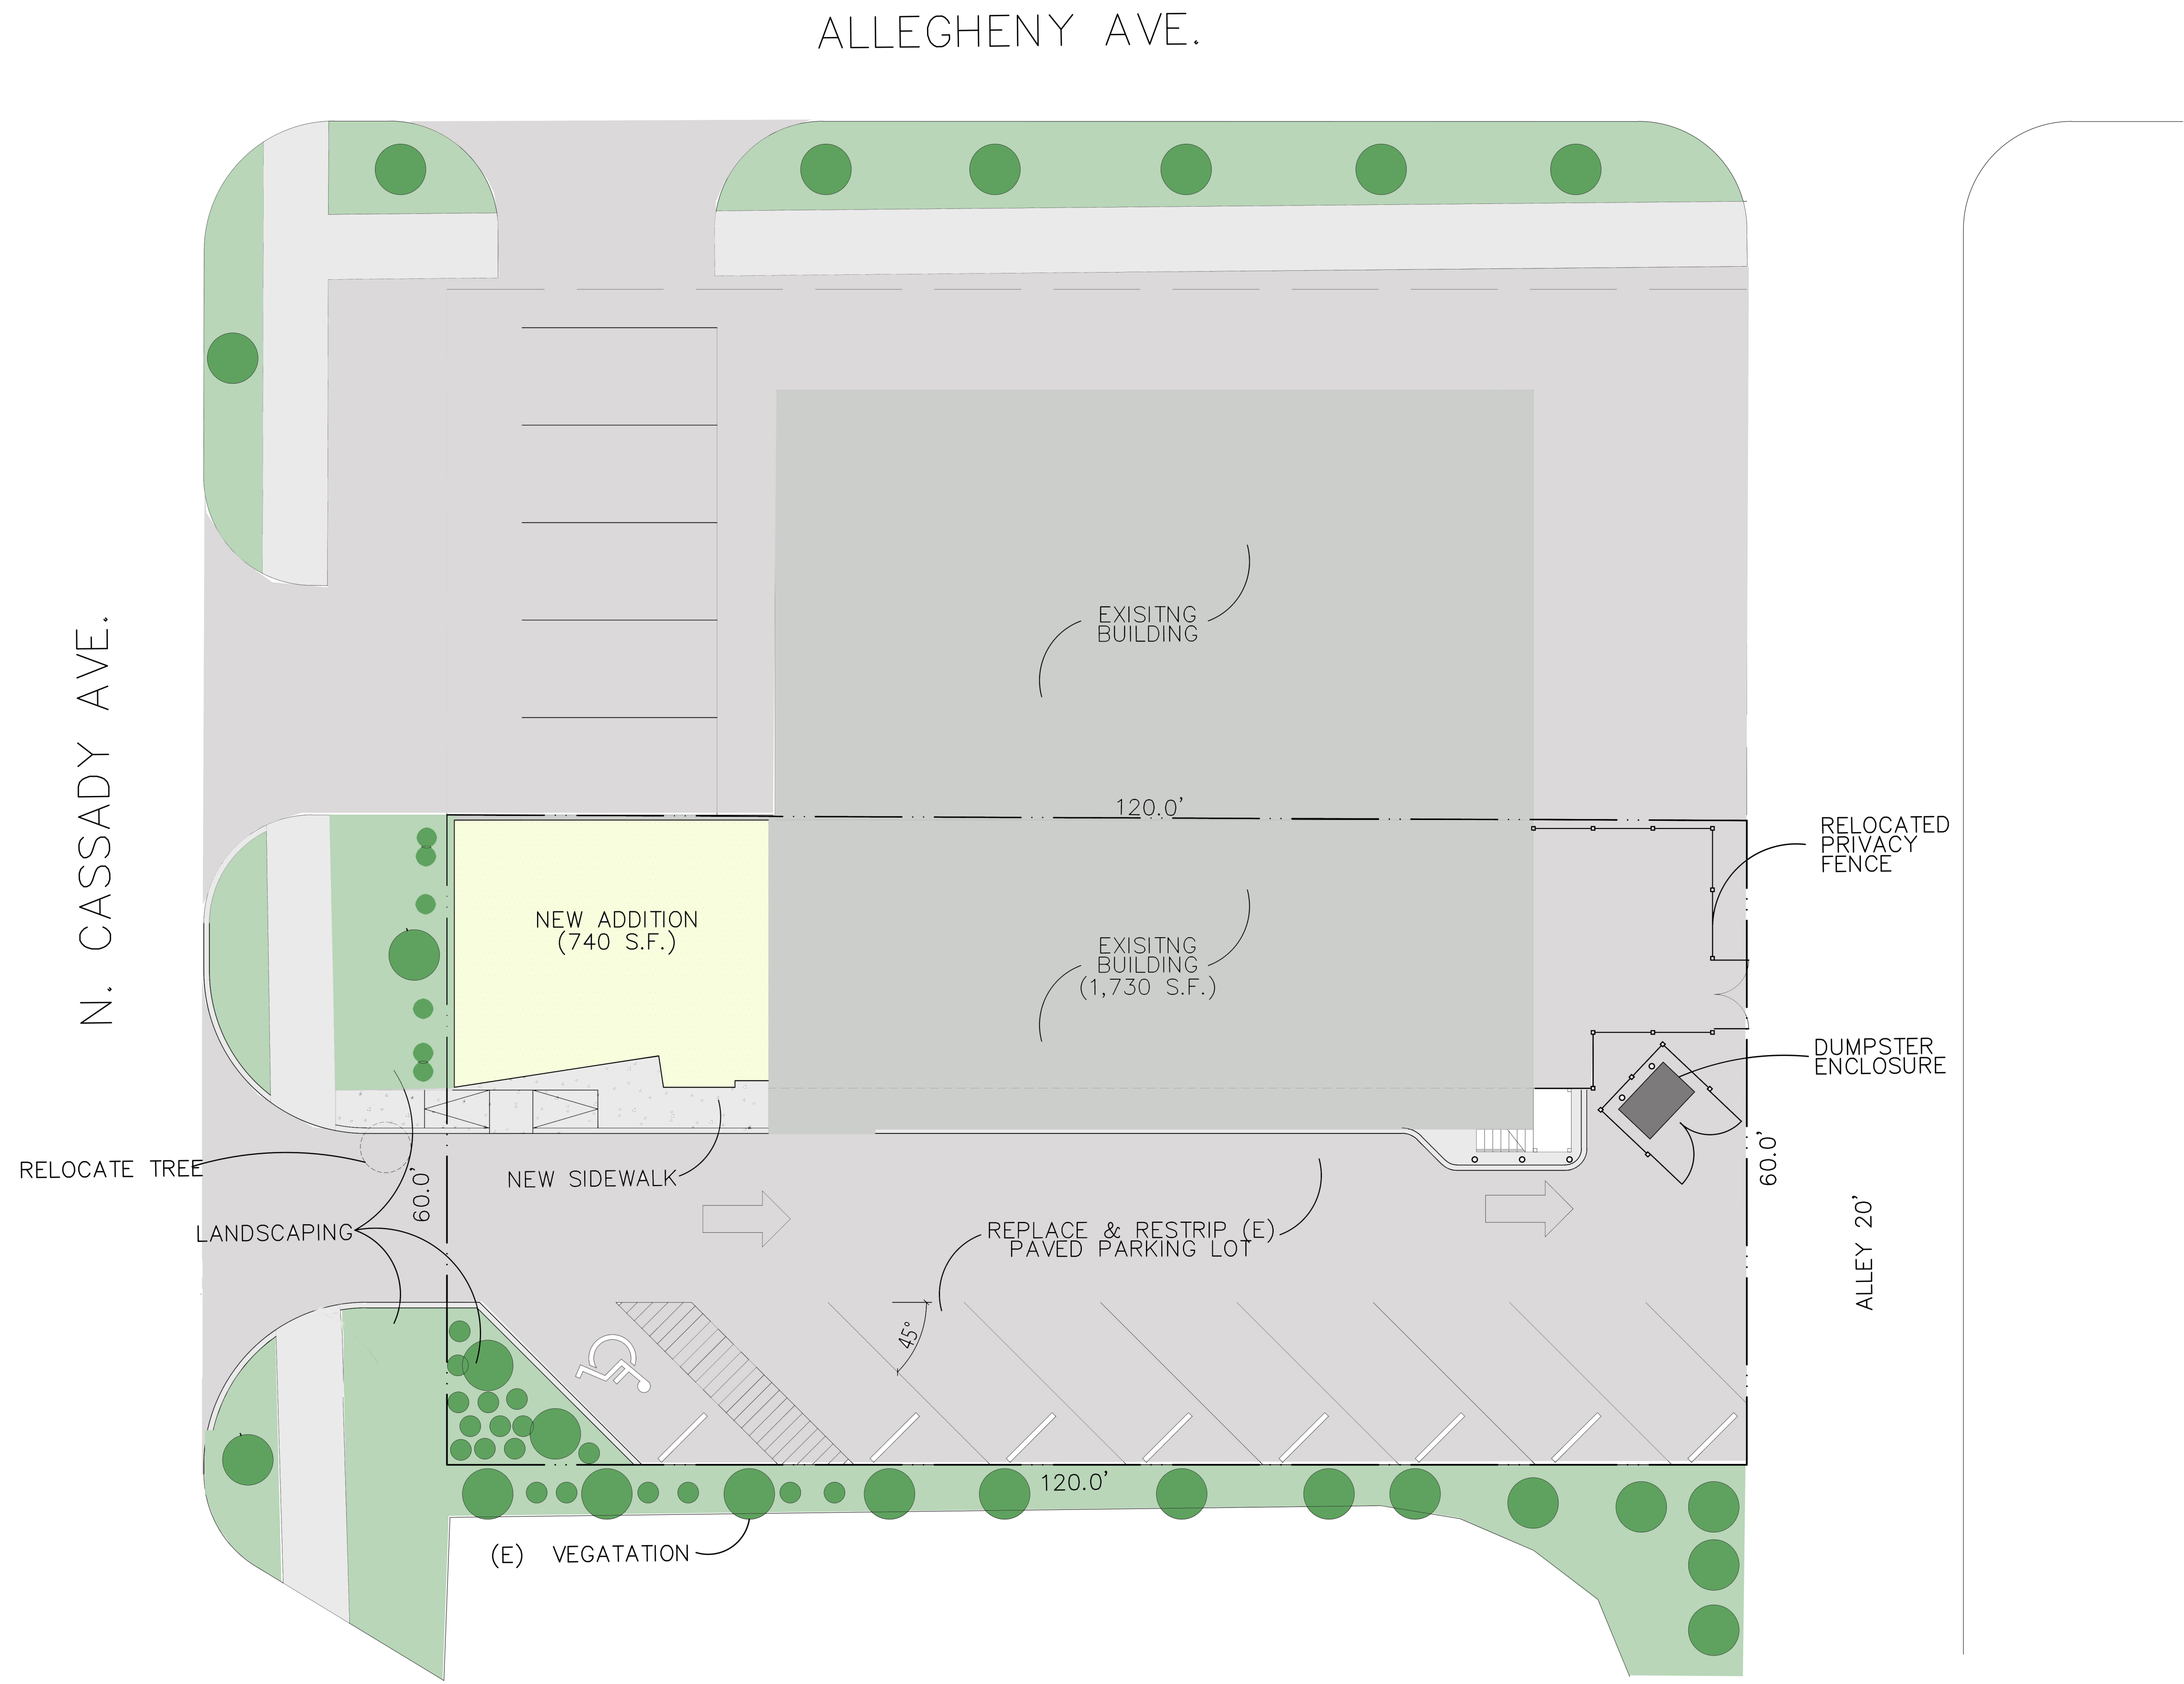 ALLEGHENY AVE.
N. CASSADY AVE.
EXISITNG
BUILDING
120.0'
RELOCATED
PRIVACY
FENCE
NEW ADDITION
(740 S.F.)
EXISITNG
BUILDING
(1,730 S.F.)
DUMPSTER
ENCLOSURE
RELOCATE TREE
NEW SIDEWALK
60.0'
60.0'
LANDSCAPING
REPLACE & RESTRIP (E)
PAVED PARKING LOT
ALLEY 20'
45°
120.0'
(E) VEGATATION